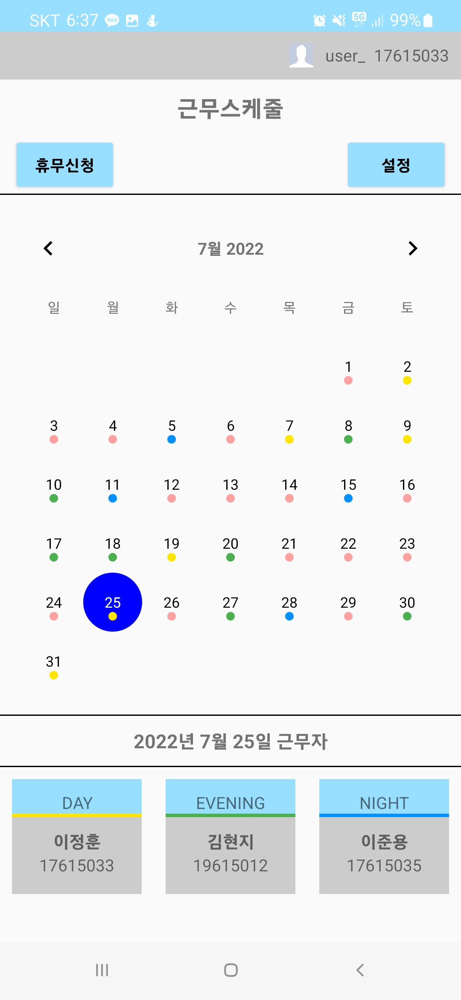 SKT 6:37 TALK 5G 99%
user_ 17615033
근무스케줄
휴무신청 설정
7월 2022
일 월 화 수 목 금 토
1 2
3 4 5 6 7 8 9
10 11 12 13 14 15 16
17 18 19 20 21 22 23
24 25 26 27 28 29 30
31
2022년 7월 25일 근무자
DAY EVENING NIGHT
이정훈 김현지 이준용
17615033 19615012 17615035